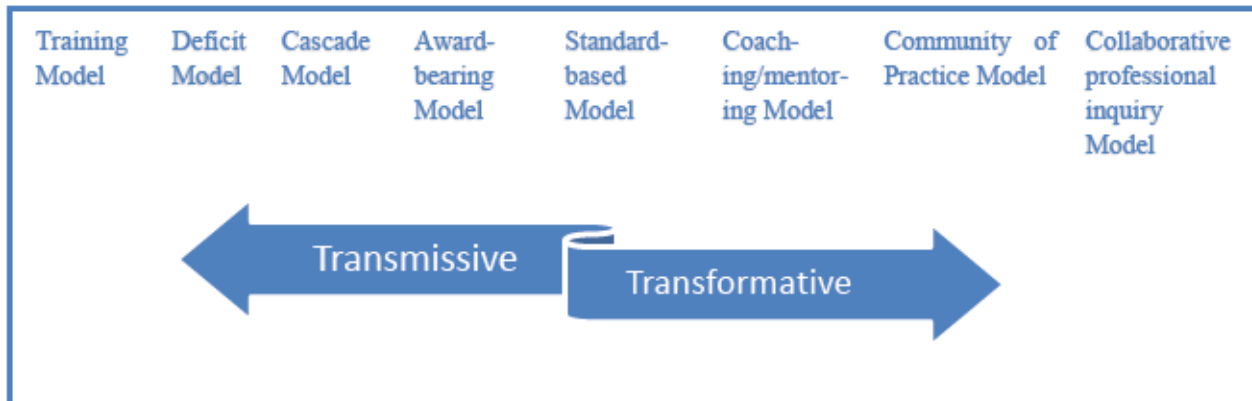 Training
Model
Deficit
Model
Cascade
Model
Award-
bearing
Model
Standard-
based
Model
Coach-
ing/mentor-
ing Model
Community of
Practice Model
Collaborative
professional
inquiry
Model
Transmissive
Transformative